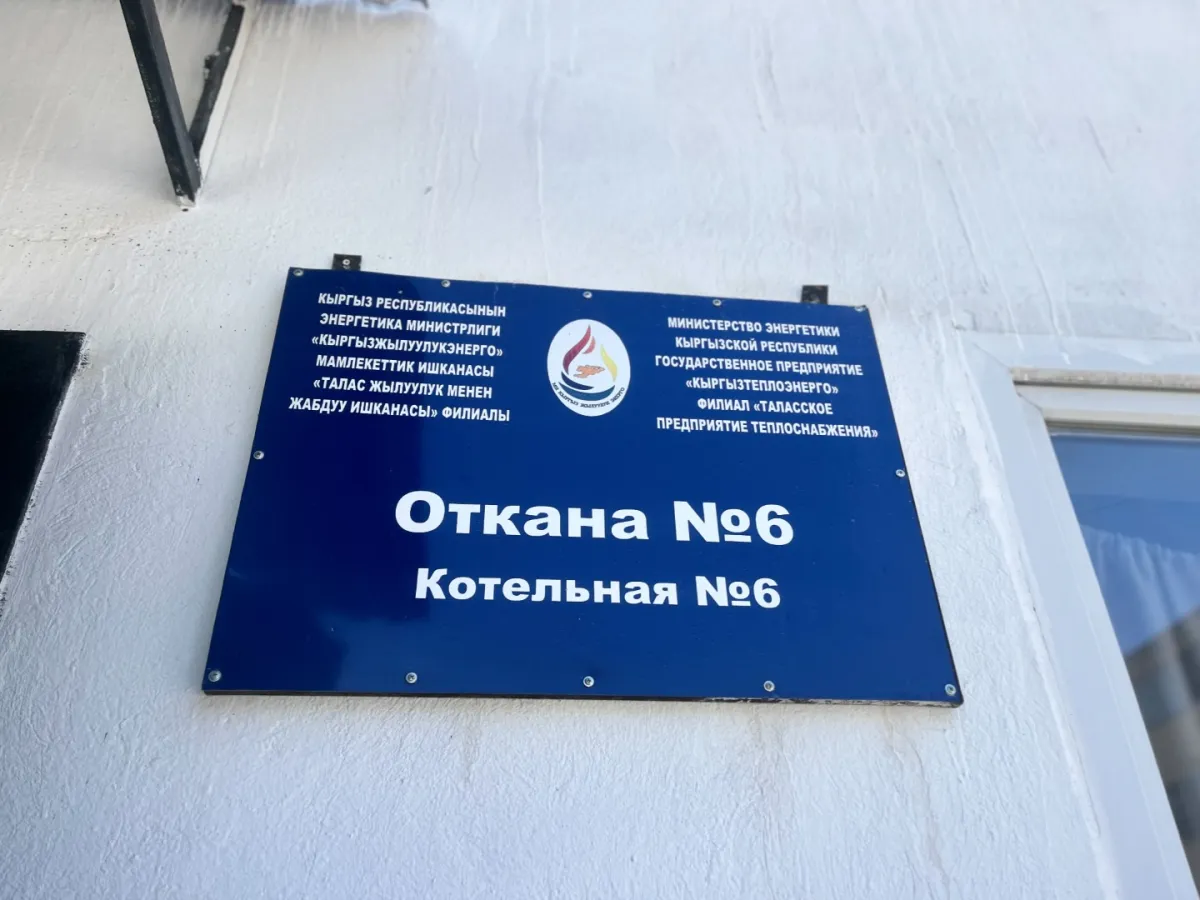 КЫРГЫЗ РЕСПУБЛИКАСЫНЫН
ЭНЕРГЕТИКА МИНИСТРЛИГИ
«КЫРГЫЗЖЫЛУУЛУКЭНЕРГО»
МАМЛЕКЕТТИК ИШКАНАСЫ
«ТАЛАС ЖЫЛУУЛУК МЕНЕН
ЖАБДУУ ИШКАНАСЫ» ФИЛИАЛЫ
МИНИСТЕРСТВО ЭНЕРГЕТИКИ
КЫРГЫЗСКОЙ РЕСПУБЛИКИ
ГОСУДАРСТВЕННОЕ ПРЕДПРИЯТИЕ
«КЫРГЫЗТЕПЛОЭНЕРГО»
ФИЛИАЛ «ТАЛАССКОЕ
ПРЕДПРИЯТИЕ ТЕПЛОСНАБЖЕНИЯ»
Откана №6
Котельная №6